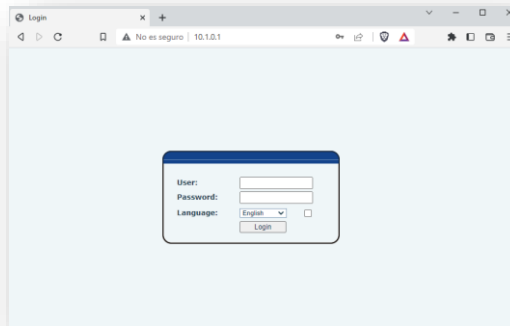 Login
No es seguro | 10.1.0.1
User:
Password:
Language: English
Login